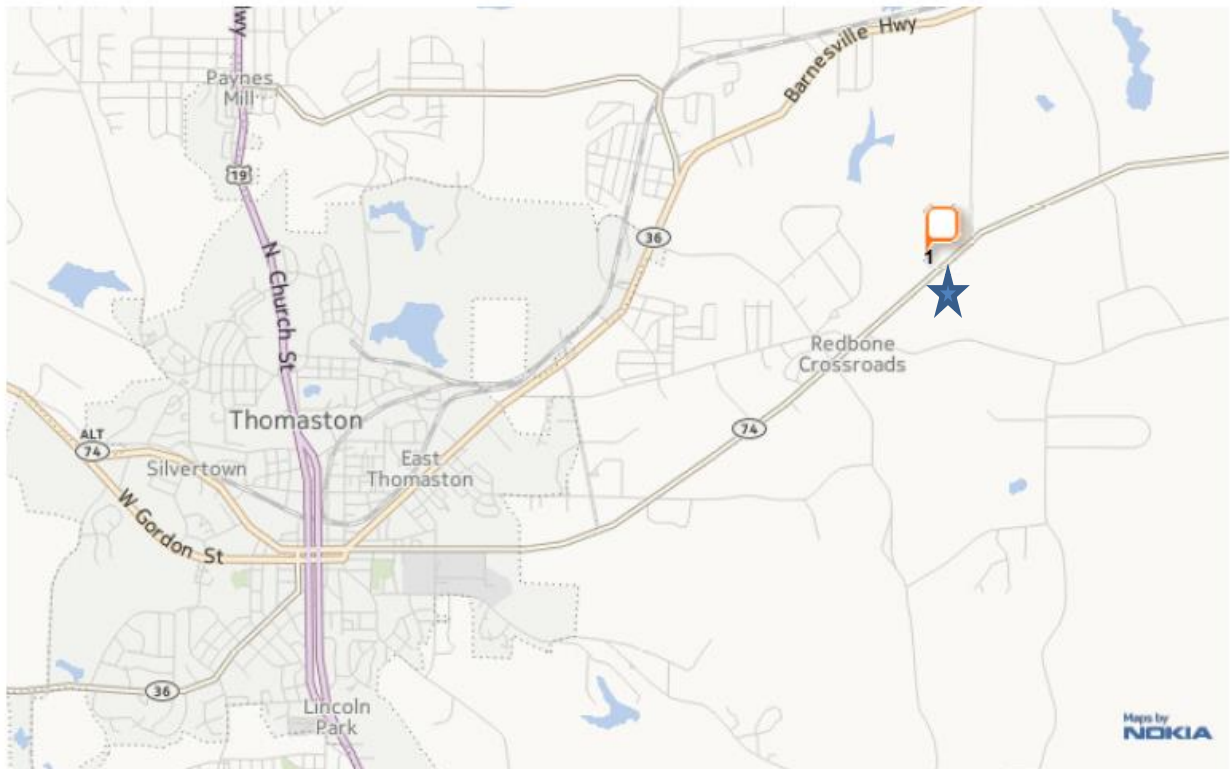 Hwy
Barnesville Hwy
Paynes
Mill
19
36
N Church St
1
Redbone
Crossroads
Thomaston
74
ALT
74
Silvertown
East
Thomaston
W Gordon St
36
Lincoln
Park
Maps by
NOKIA